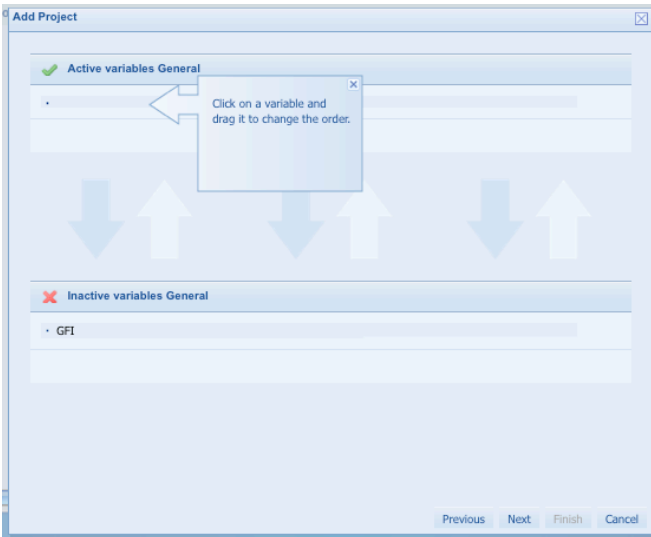 Add Project
Active variables General
Click on a variable and
drag it to change the order.
Inactive variables General
· GFI
Previous Next Finish Cancel